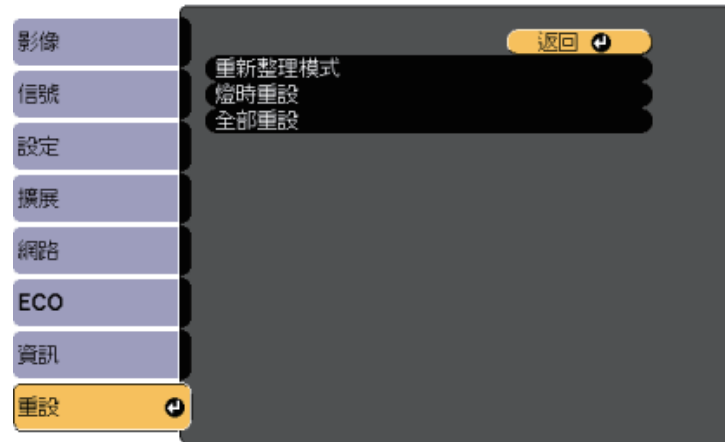 影像
信號
設定
擴展
網路
ECO
資訊
重設
返回
重新整理模式
燈時重設
全部重設